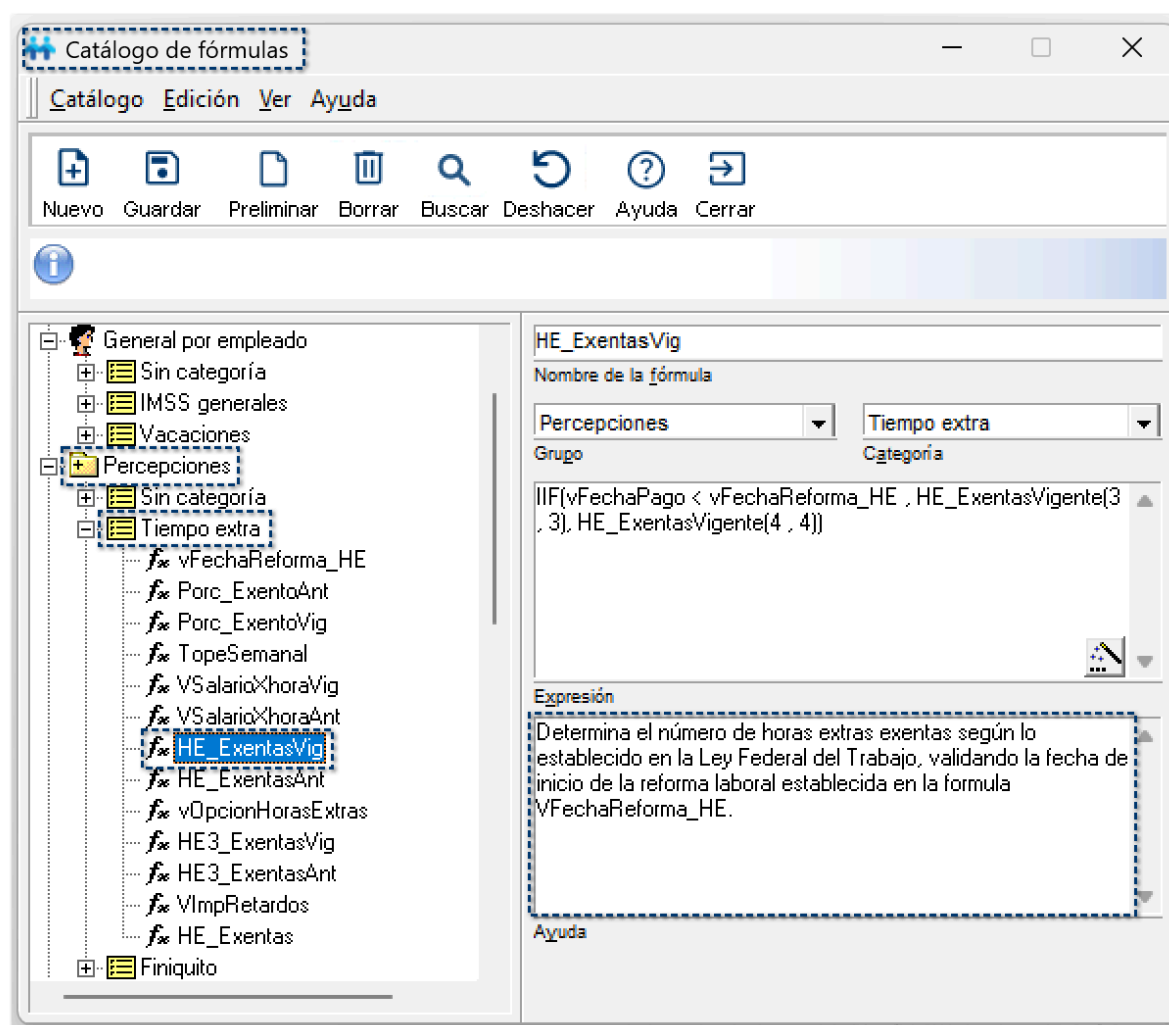 Catálogo de fórmulas
Catálogo Edición Ver Ayuda
Nuevo Guardar Preliminar Borrar Buscar Deshacer Ayuda Cerrar
General por empleado
Sin categoría
IMSS generales
Vacaciones
Percepciones
Sin categoría
Tiempo extra
vFechaReforma_HE
Porc_ExentoAnt
Porc_ExentoVig
TopeSemanal
VSalarioXhoraVig
VSalarioXhoraAnt
HE_ExentasVig
HE_ExentasAnt
vOpcionHorasExtras
HE3_ExentasVig
HE3_ExentasAnt
VImpRetardos
HE_Exentas
Finiquito
HE_ExentasVig
Nombre de la fórmula
Percepciones Tiempo extra
Grupo Categoría
IIF(vFechaPago < vFechaReforma_HE , HE_ExentasVigente(3
, 3), HE_ExentasVigente(4 , 4))
Expresión
Determina el número de horas extras exentas según lo
establecido en la Ley Federal del Trabajo, validando la fecha de
inicio de la reforma laboral establecida en la formula
VFechaReforma_HE.
Ayuda